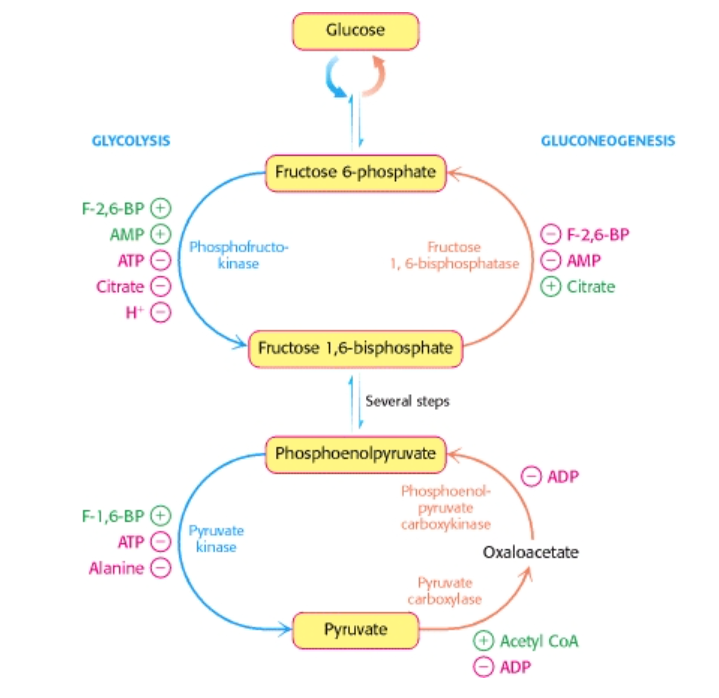 Glucose
GLYCOLYSIS
GLUCONEOGENESIS
Fructose 6-phosphate
F-2,6-BP +
AMP +
ATP −
Citrate −
H⁺ −
Phosphofructo-
kinase
Fructose
1, 6-bisphosphatase
− F-2,6-BP
− AMP
+ Citrate
Fructose 1,6-bisphosphate
Several steps
Phosphoenolpyruvate
F-1,6-BP +
ATP −
Alanine −
Pyruvate
kinase
Phosphoenol-
pyruvate
carboxykinase
− ADP
Oxaloacetate
Pyruvate
carboxylase
Pyruvate
+ Acetyl CoA
− ADP